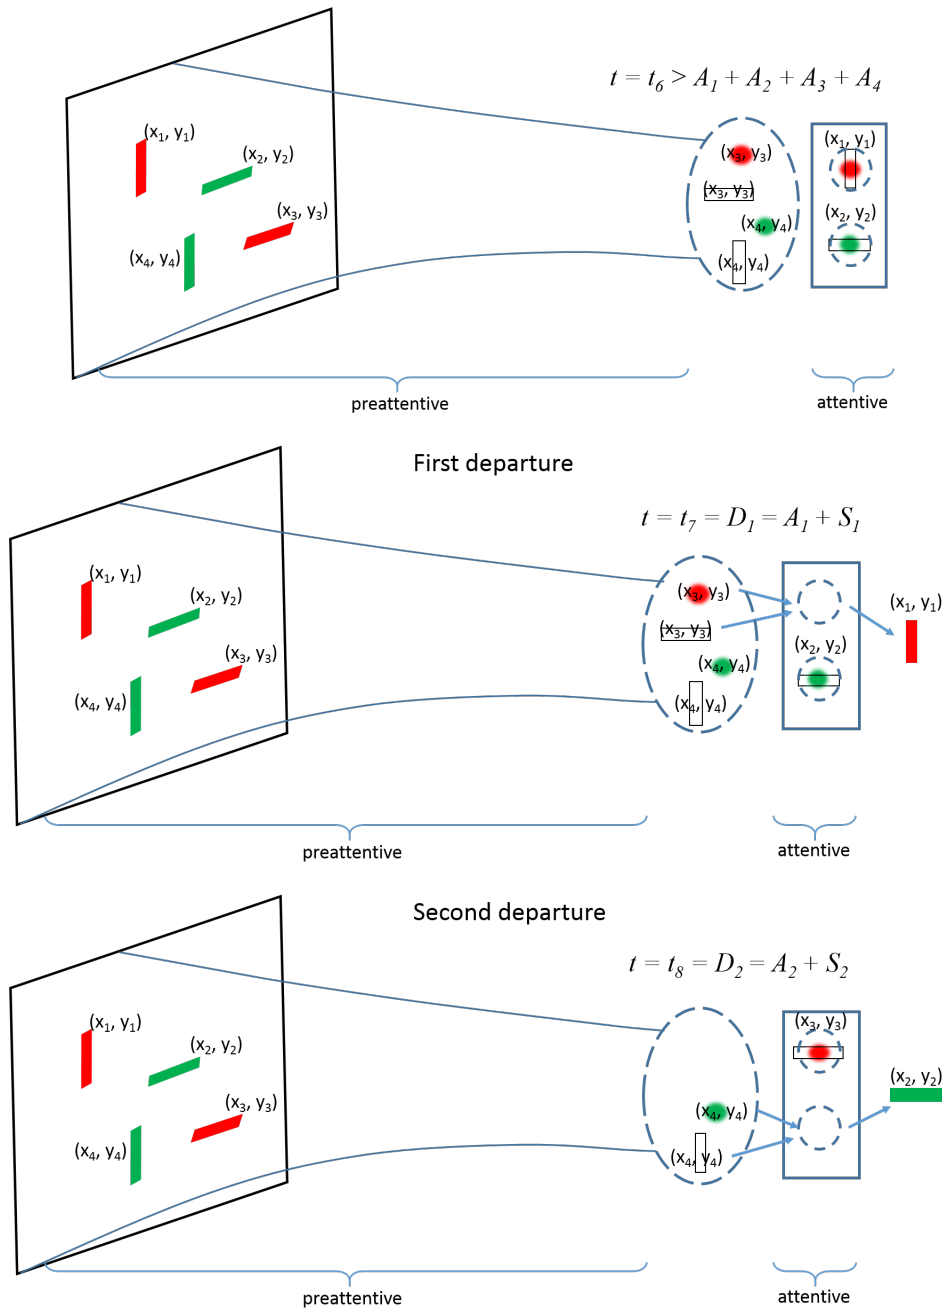 t = t₆ > A₁ + A₂ + A₃ + A₄
(x₁, y₁)
(x₂, y₂)
(x₃, y₃)
(x₄, y₄)
(x₃, y₃)
(x₃, y₃)
(x₄, y₄)
(x₄, y₄)
(x₁, y₁)
(x₂, y₂)
preattentive
attentive
First departure
t = t₇ = D₁ = A₁ + S₁
(x₁, y₁)
(x₂, y₂)
(x₃, y₃)
(x₄, y₄)
(x₃, y₃)
(x₃, y₃)
(x₄, y₄)
(x₄, y₄)
(x₂, y₂)
(x₁, y₁)
preattentive
attentive
Second departure
t = t₈ = D₂ = A₂ + S₂
(x₁, y₁)
(x₂, y₂)
(x₃, y₃)
(x₄, y₄)
(x₄, y₄)
(x₄, y₄)
(x₃, y₃)
(x₂, y₂)
preattentive
attentive